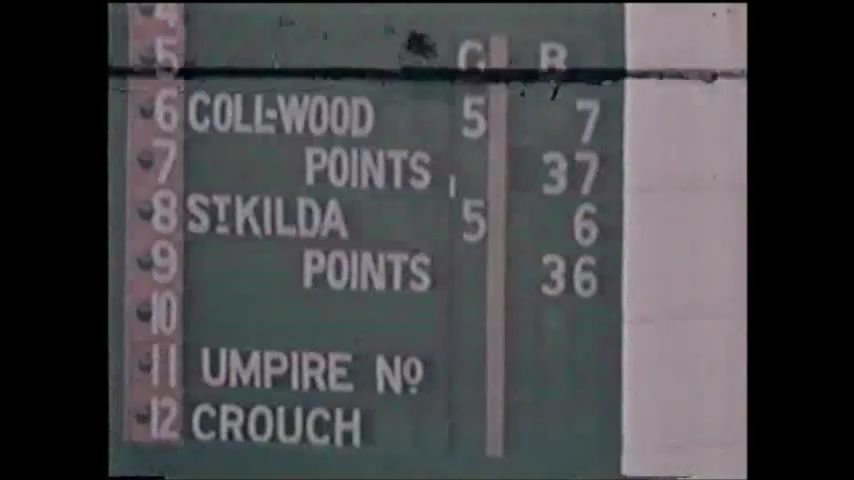 4
5 G B
6 COLL-WOOD 5 7
7 POINTS 37
8 ST KILDA 5 6
9 POINTS 36
10
11 UMPIRE Nº
12 CROUCH